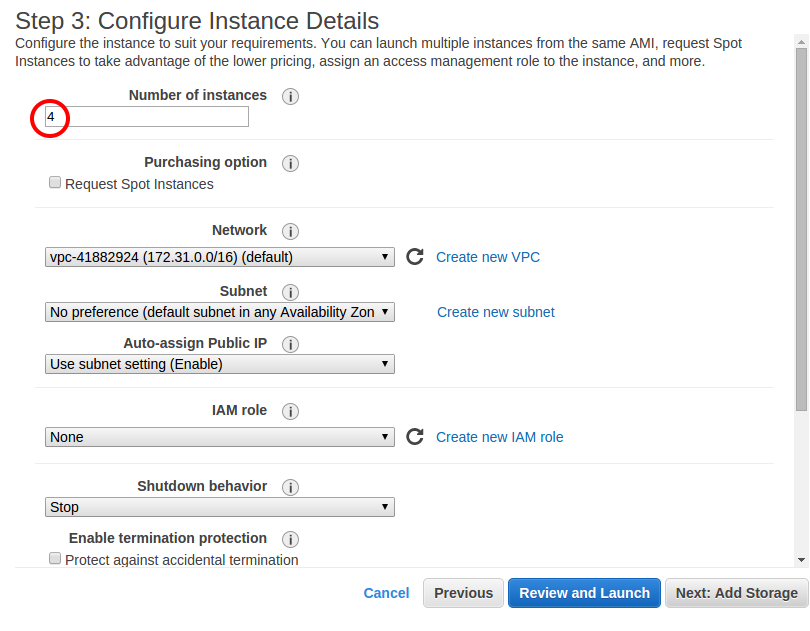 Step 3: Configure Instance Details
Configure the instance to suit your requirements. You can launch multiple instances from the same AMI, request Spot
Instances to take advantage of the lower pricing, assign an access management role to the instance, and more.
Number of instances i
4
Purchasing option i
Request Spot Instances
Network i
vpc-41882924 (172.31.0.0/16) (default) Create new VPC
Subnet i
No preference (default subnet in any Availability Zon Create new subnet
Auto-assign Public IP i
Use subnet setting (Enable)
IAM role i
None Create new IAM role
Shutdown behavior i
Stop
Enable termination protection i
Protect against accidental termination
Cancel Previous Review and Launch Next: Add Storage